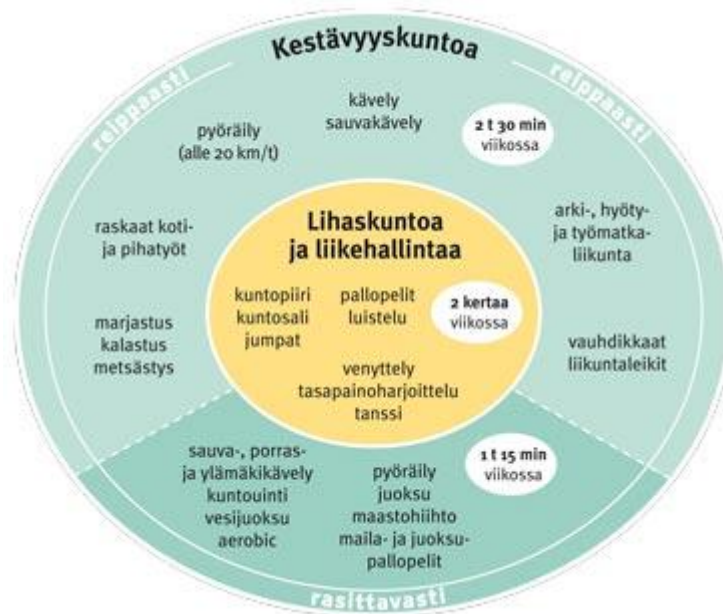 Kestävyyskuntoa
reippaasti
reippaasti
kävely
sauvakävely
2 t 30 min
viikossa
pyöräily
(alle 20 km/t)
raskaat koti-
ja pihatyöt
arki-, hyöty-
ja työmatka-
liikunta
marjastus
kalastus
metsästys
vauhdikkaat
liikuntaleikit
Lihaskuntoa
ja liikehallintaa
kuntopiiri
kuntosali
jumpat
pallopelit
luistelu
2 kertaa
viikossa
venyttely
tasapainoharjoittelu
tanssi
sauva-, porras-
ja ylämäkikävely
kuntouinti
vesijuoksu
aerobic
pyöräily
juoksu
maastohiihto
maila- ja juoksu-
pallopelit
1 t 15 min
viikossa
rasittavasti